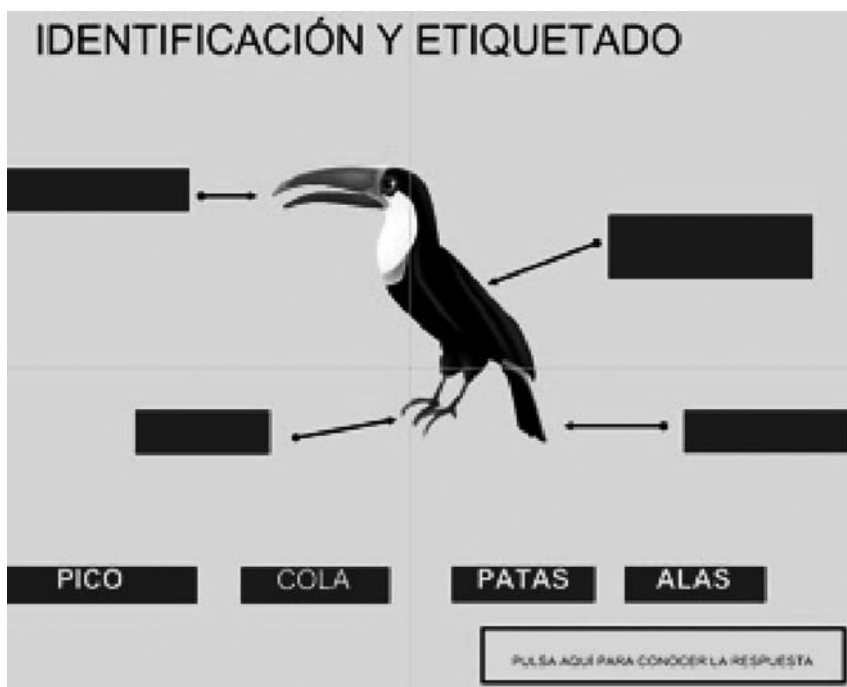 IDENTIFICACIÓN Y ETIQUETADO
PICO COLA PATAS ALAS
PULSA AQUÍ PARA CONOCER LA RESPUESTA